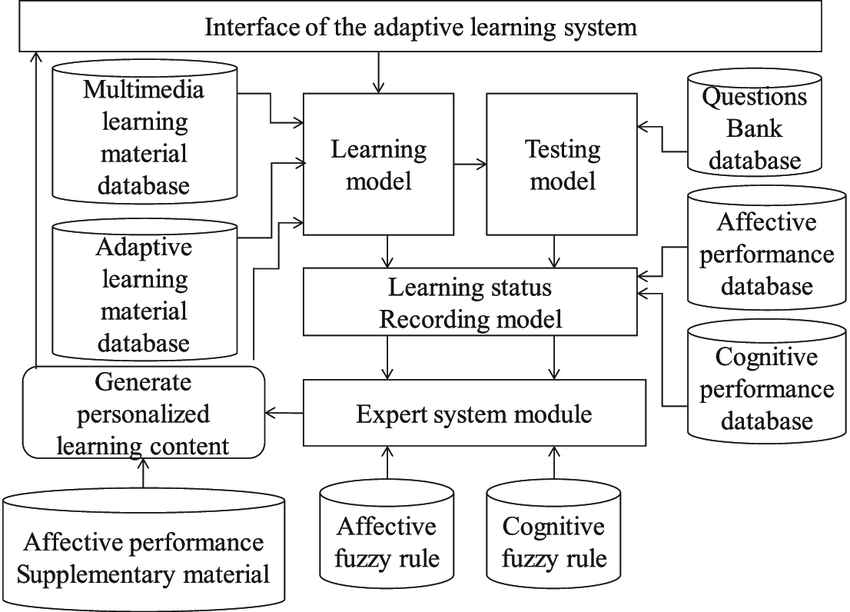 Interface of the adaptive learning system
Multimedia
learning
material
database
Learning
model
Testing
model
Questions
Bank
database
Adaptive
learning
material
database
Affective
performance
database
Learning status
Recording model
Cognitive
performance
database
Generate
personalized
learning content
Expert system module
Affective performance
Supplementary material
Affective
fuzzy rule
Cognitive
fuzzy rule